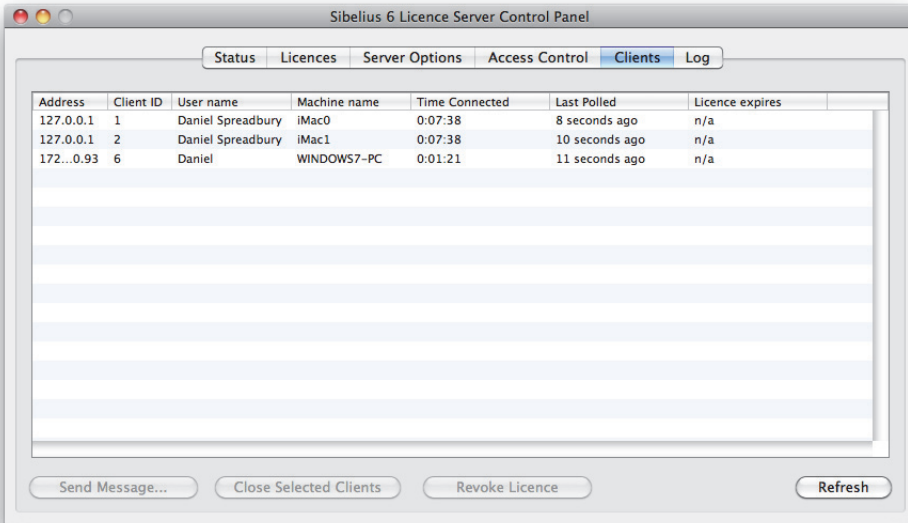 Sibelius 6 Licence Server Control Panel
Status Licences Server Options Access Control Clients Log
Address Client ID User name Machine name Time Connected Last Polled Licence expires
127.0.0.1 1 Daniel Spreadbury iMac0 0:07:38 8 seconds ago n/a
127.0.0.1 2 Daniel Spreadbury iMac1 0:07:38 10 seconds ago n/a
172...0.93 6 Daniel WINDOWS7-PC 0:01:21 11 seconds ago n/a
Send Message... Close Selected Clients Revoke Licence Refresh